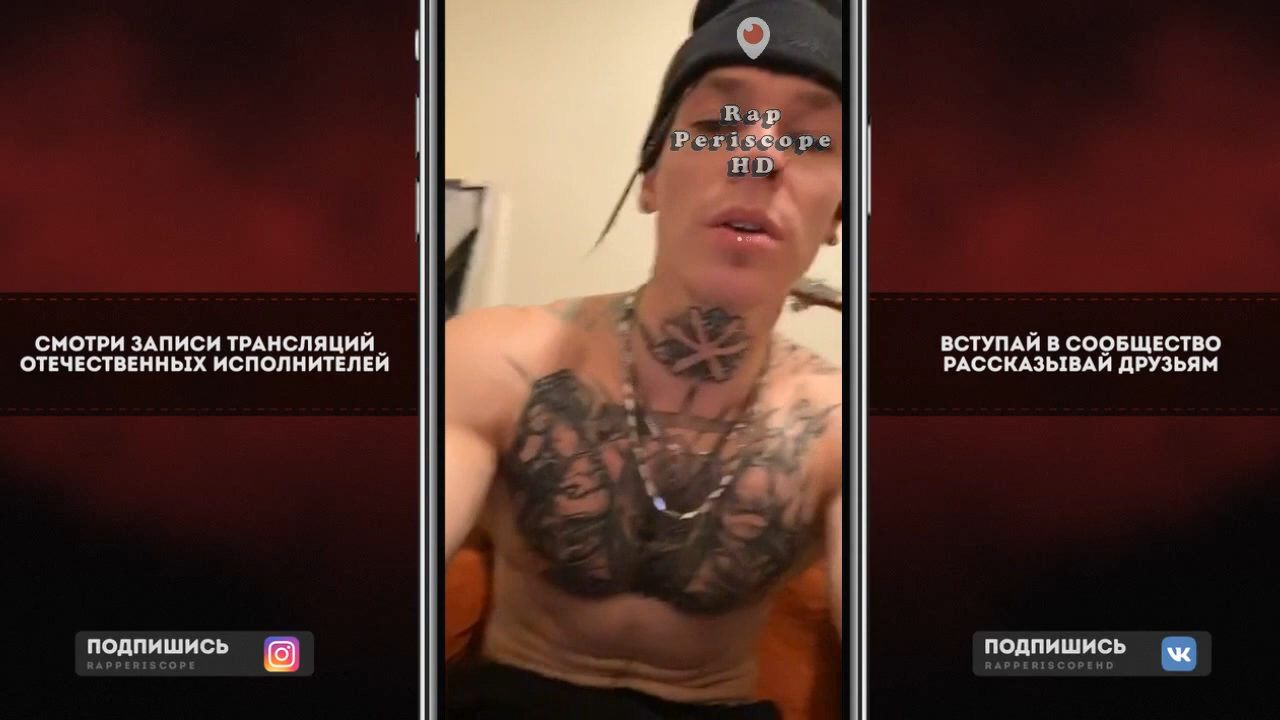 Rap
Periscope
HD
СМОТРИ ЗАПИСИ ТРАНСЛЯЦИЙ
ОТЕЧЕСТВЕННЫХ ИСПОЛНИТЕЛЕЙ
ВСТУПАЙ В СООБЩЕСТВО
РАССКАЗЫВАЙ ДРУЗЬЯМ
ПОДПИШИСЬ
RAPPERISCOPE
ПОДПИШИСЬ
RAPPERISCOPEHD